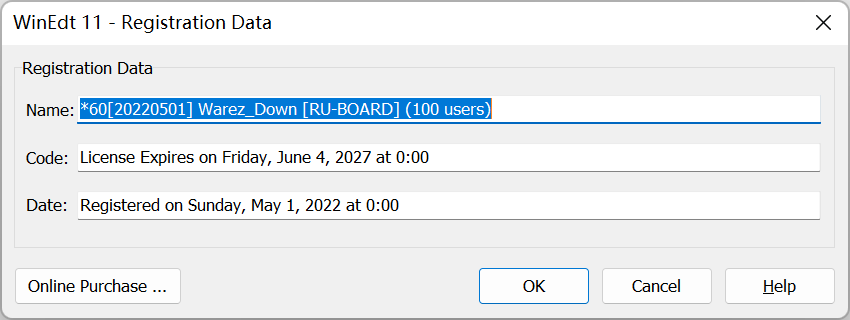 WinEdt 11 - Registration Data
Registration Data
Name: *60[20220501] Warez_Down [RU-BOARD] (100 users)
Code: License Expires on Friday, June 4, 2027 at 0:00
Date: Registered on Sunday, May 1, 2022 at 0:00
Online Purchase ... OK Cancel Help